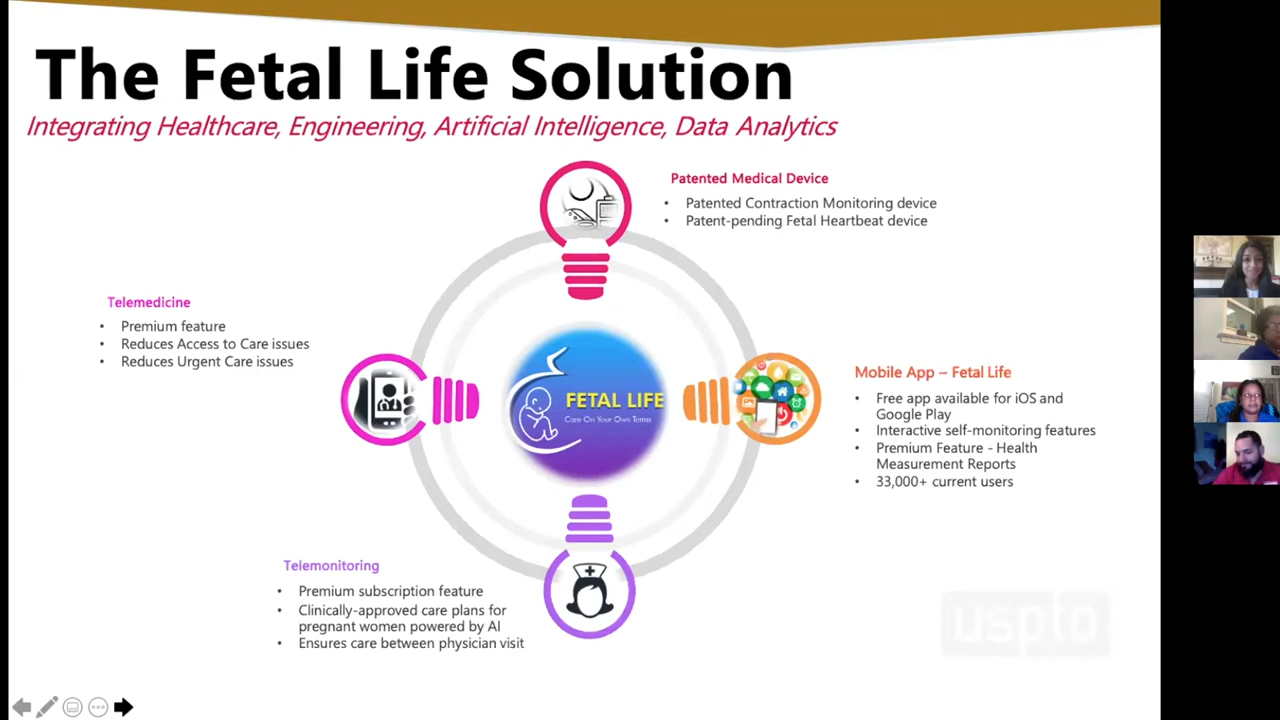 The Fetal Life Solution
Integrating Healthcare, Engineering, Artificial Intelligence, Data Analytics
Patented Medical Device
• Patented Contraction Monitoring device
• Patent-pending Fetal Heartbeat device
Telemedicine
• Premium feature
• Reduces Access to Care issues
• Reduces Urgent Care issues
FETAL LIFE
Care On Your Own Terms
Mobile App – Fetal Life
• Free app available for iOS and
Google Play
• Interactive self-monitoring features
• Premium Feature - Health
Measurement Reports
• 33,000+ current users
Telemonitoring
• Premium subscription feature
• Clinically-approved care plans for
pregnant women powered by AI
• Ensures care between physician visit
uspto